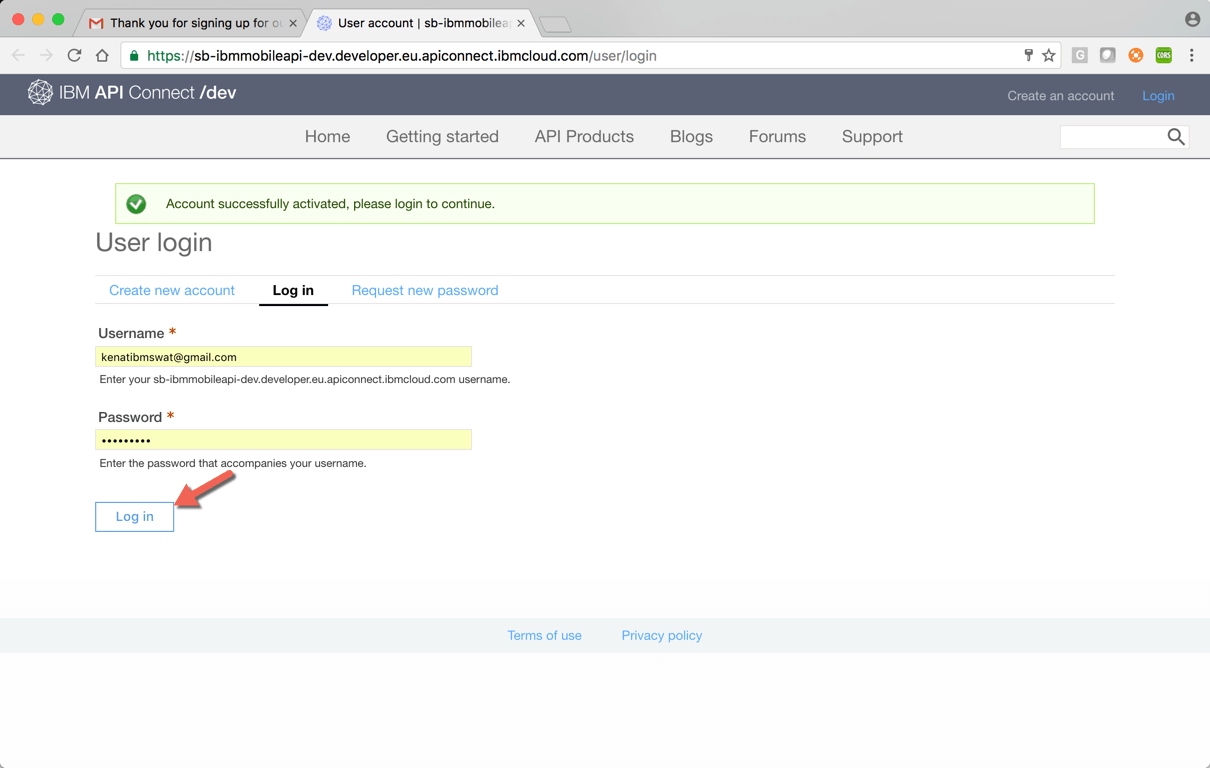 Thank you for signing up for ou
User account | sb-ibmmobileap
https://sb-ibmmobileapi-dev.developer.eu.apiconnect.ibmcloud.com/user/login
G
CORS
IBM API Connect /dev
Create an account
Login
Home
Getting started
API Products
Blogs
Forums
Support
Account successfully activated, please login to continue.
User login
Create new account
Log in
Request new password
Username *
kenatibmswat@gmail.com
Enter your sb-ibmmobileapi-dev.developer.eu.apiconnect.ibmcloud.com username.
Password *
•••••••••
Enter the password that accompanies your username.
Log in
Terms of use
Privacy policy